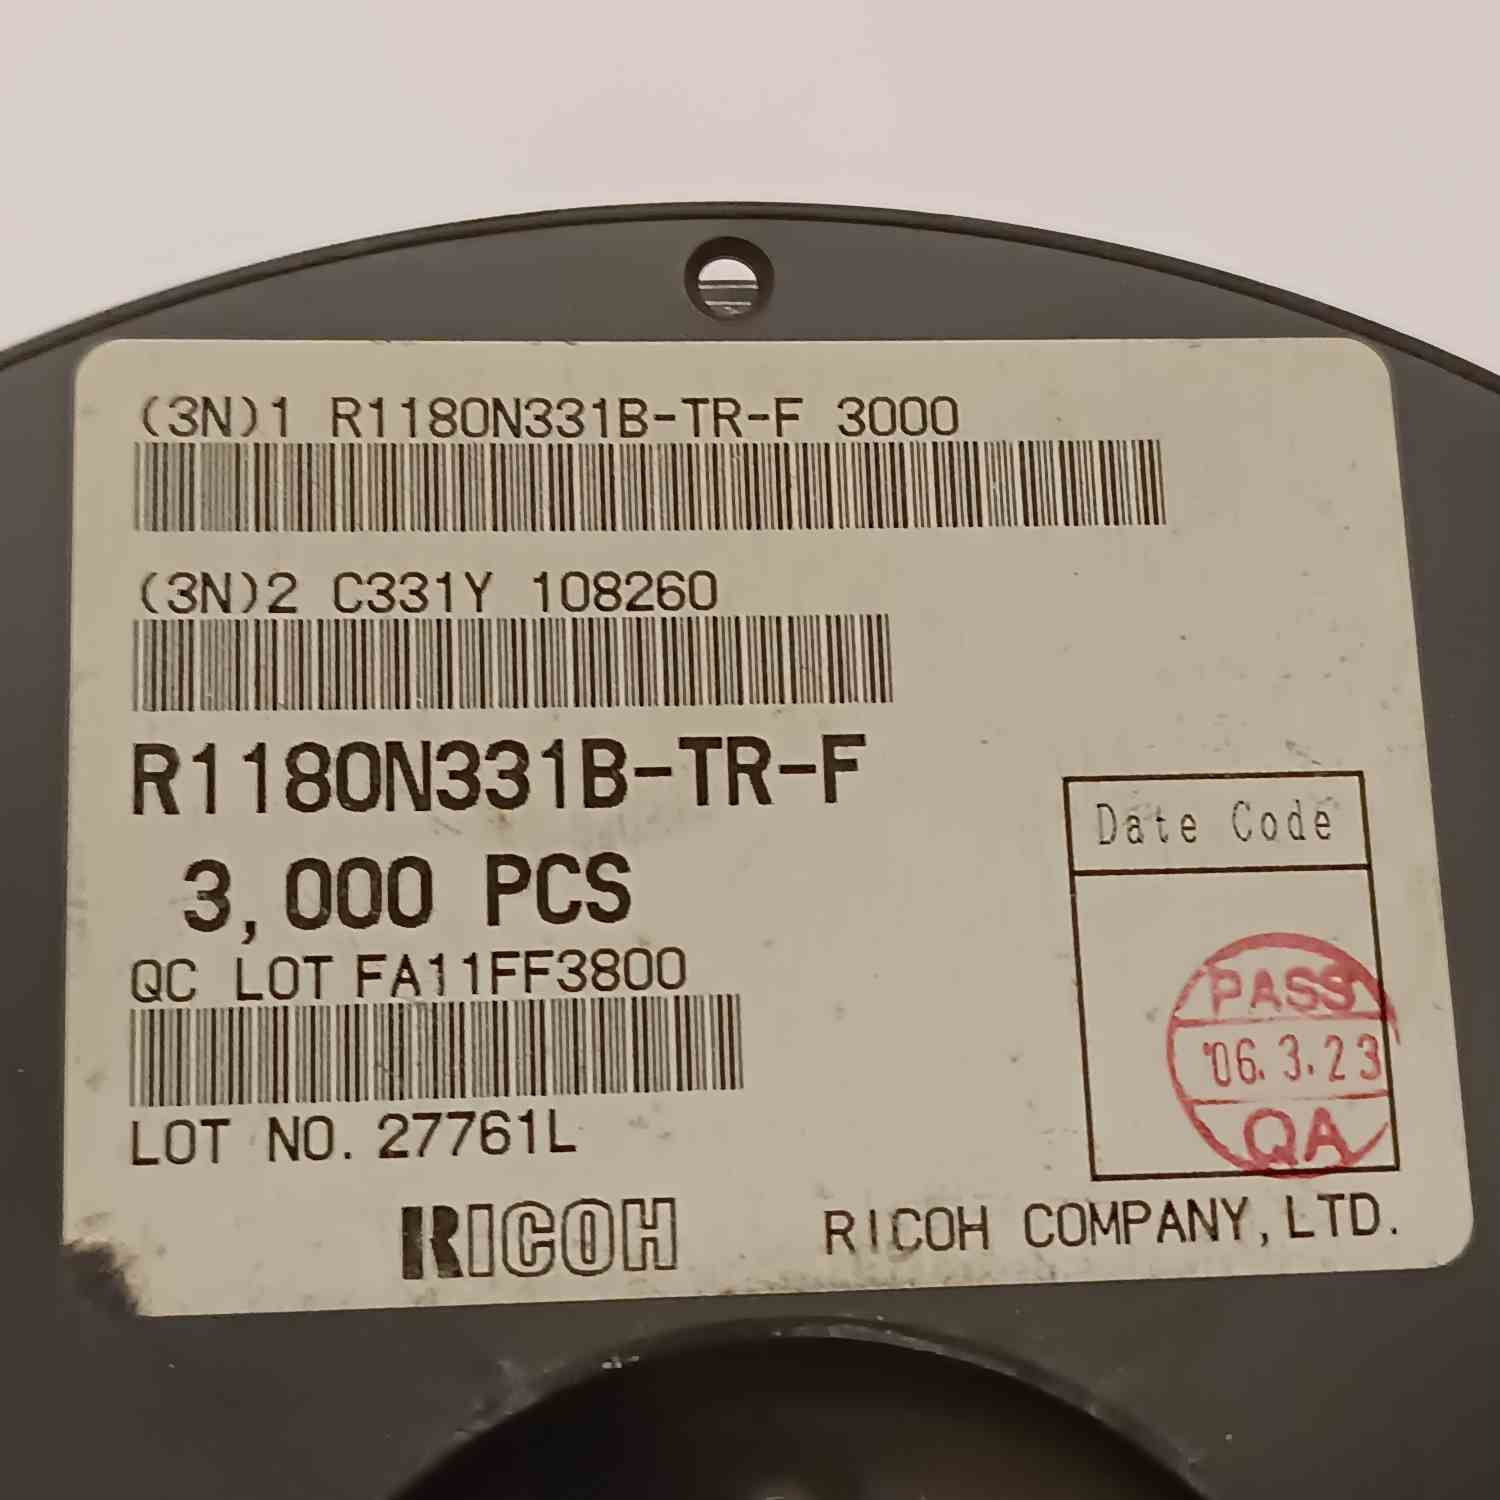 (3N)1 R1180N331B-TR-F 3000
(3N)2 C331Y 108260
R1180N331B-TR-F
3,000 PCS
QC LOT FA11FF3800
LOT NO. 27761L
Date Code
PASS
'06.3.23
QA
RICOH
RICOH COMPANY,LTD.